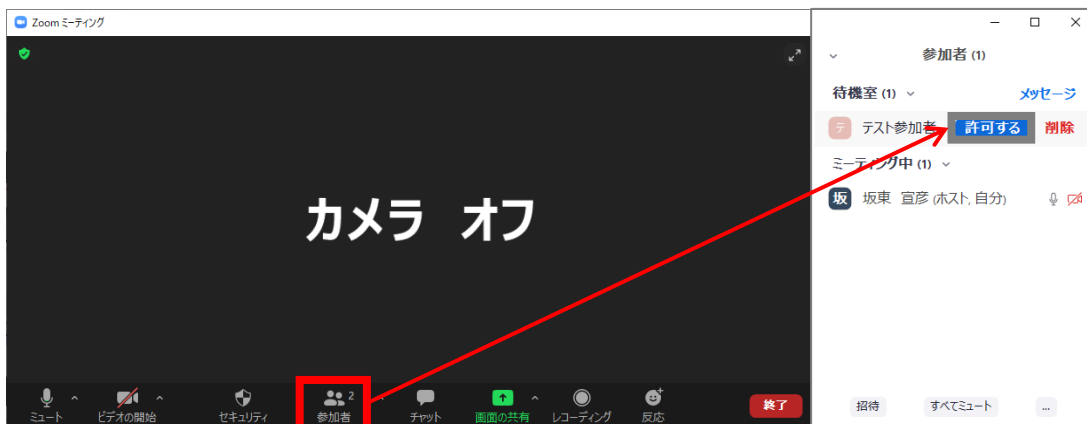 Zoom ミーティング
カメラ オフ
ミュート
ビデオの開始
セキュリティ
参加者
2
チャット
画面の共有
レコーディング
反応
終了
参加者 (1)
待機室 (1)
メッセージ
テ テスト参加者 許可する 削除
ミーティング中 (1)
坂 坂東 宣彦 (ホスト, 自分)
招待
すべてミュート
...